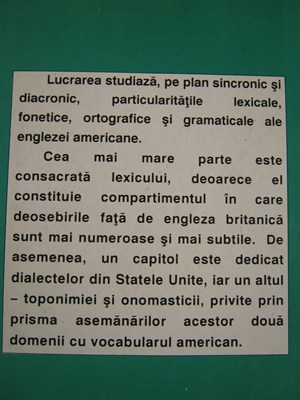 Lucrarea studiază, pe plan sincronic şi
diacronic, particularităţile lexicale,
fonetice, ortografice şi gramaticale ale
englezei americane.
Cea mai mare parte este
consacrată lexicului, deoarece el
constituie compartimentul în care
deosebirile faţă de engleza britanică
sunt mai numeroase şi mai subtile. De
asemenea, un capitol este dedicat
dialectelor din Statele Unite, iar un altul
– toponimiei şi onomasticii, privite prin
prisma asemănărilor acestor două
domenii cu vocabularul american.